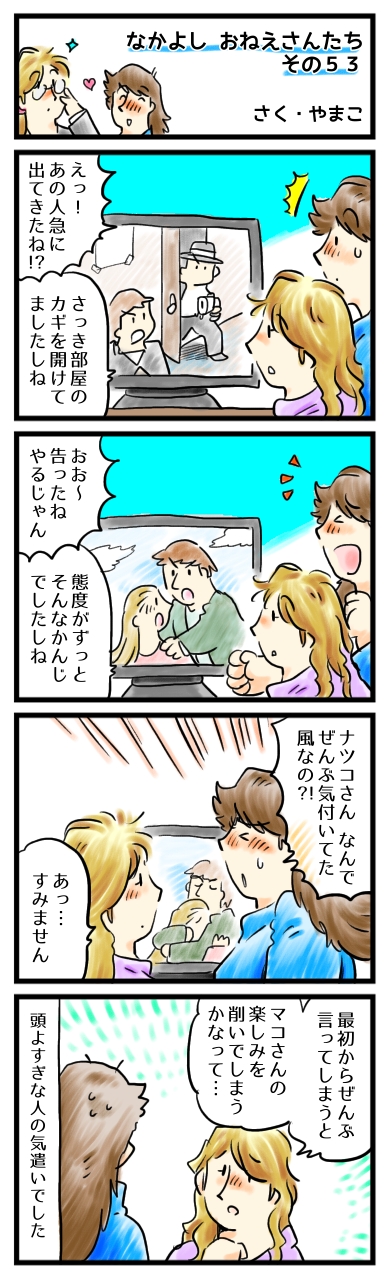 なかよし おねえさんたち
その５３
さく・やまこ
えっ！
あの人急に
出てきたね!?
さっき部屋の
カギを開けて
ましたしね
おお〜
告ったね
やるじゃん
態度がずっと
そんなかんじ
でしたしね
ナツコさん なんで
ぜんぶ気付いてた
風なの?!
あっ…
すみません
最初からぜんぶ
言ってしまうと
マコさんの
楽しみを
削いでしまう
かなって…
頭よすぎな人の気遣いでした